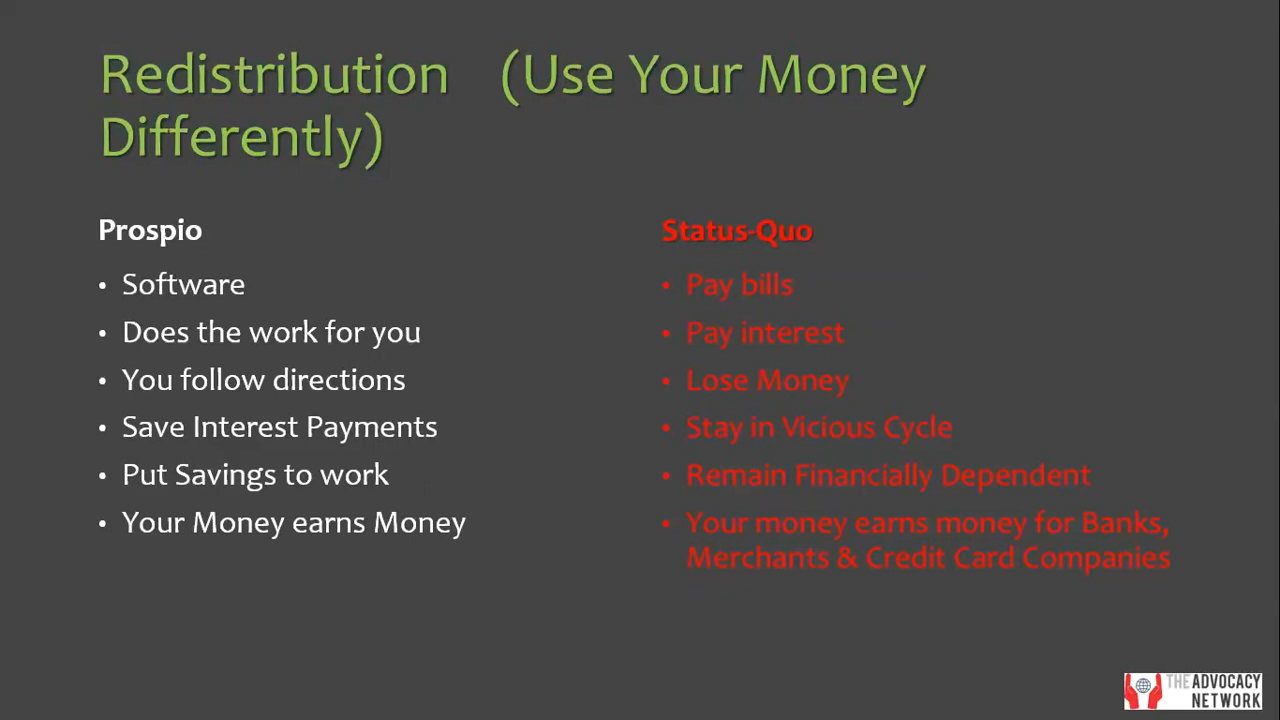 Redistribution (Use Your Money
Differently)
Prospio
• Software
• Does the work for you
• You follow directions
• Save Interest Payments
• Put Savings to work
• Your Money earns Money
Status-Quo
• Pay bills
• Pay interest
• Lose Money
• Stay in Vicious Cycle
• Remain Financially Dependent
• Your money earns money for Banks,
Merchants & Credit Card Companies
THE ADVOCACY
NETWORK